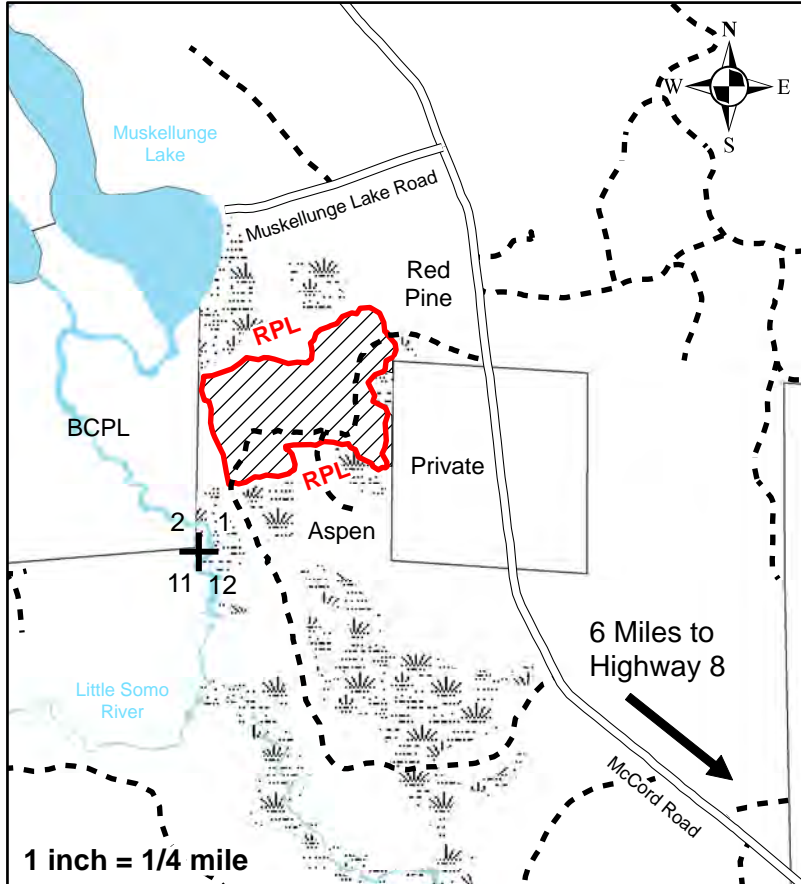 N
W E
S
Muskellunge
Lake
Muskellunge Lake Road
Red
Pine
RPL
BCPL
Private
RPL
2 1
Aspen
11 12
6 Miles to
Highway 8
Little Somo
River
McCord Road
1 inch = 1/4 mile